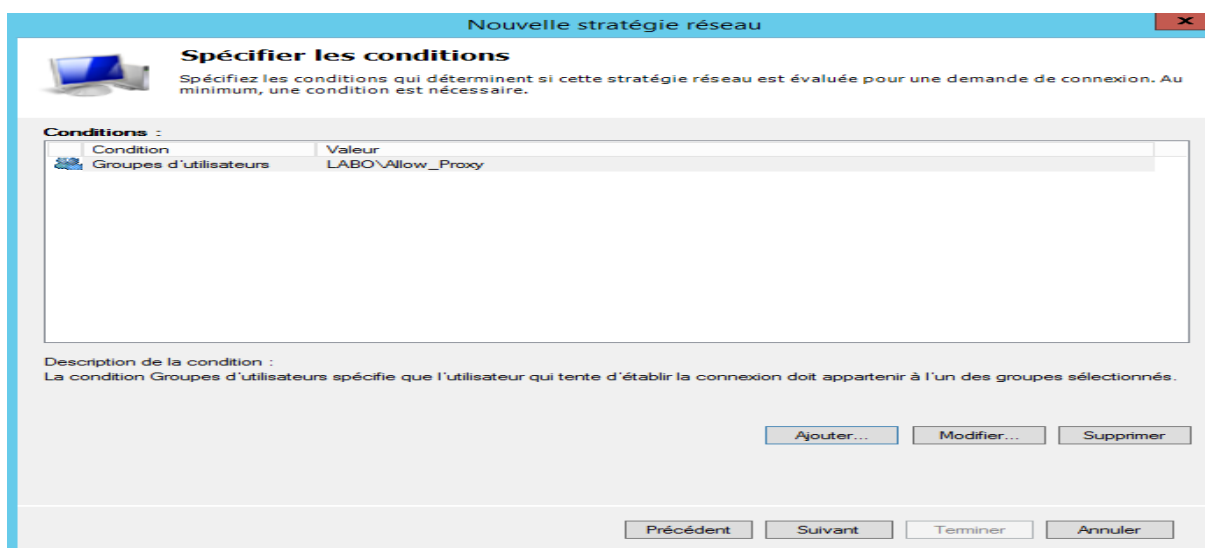 Nouvelle stratégie réseau
Spécifier les conditions
Spécifiez les conditions qui déterminent si cette stratégie réseau est évaluée pour une demande de connexion. Au
minimum, une condition est nécessaire.
Conditions :
Condition Valeur
Groupes d'utilisateurs LABO\Allow_Proxy
Description de la condition :
La condition Groupes d'utilisateurs spécifie que l'utilisateur qui tente d'établir la connexion doit appartenir à l'un des groupes sélectionnés.
Ajouter... Modifier... Supprimer
Précédent Suivant Terminer Annuler